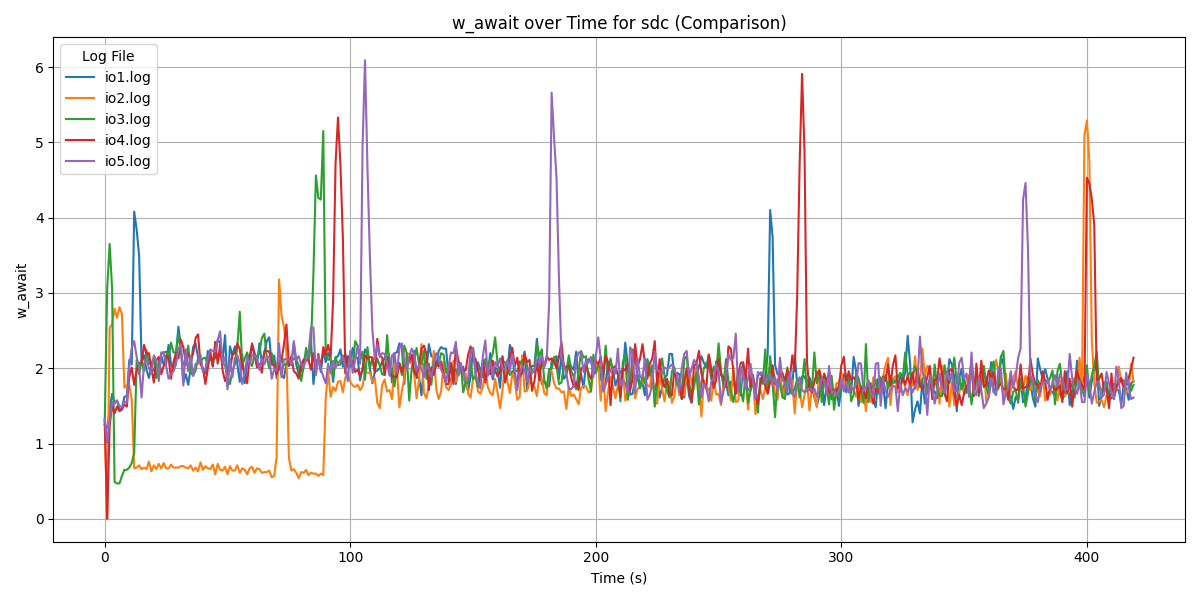 w_await over Time for sdc (Comparison)
Log File
io1.log
io2.log
io3.log
io4.log
io5.log
w_await
6
5
4
3
2
1
0
0 100 200 300 400
Time (s)